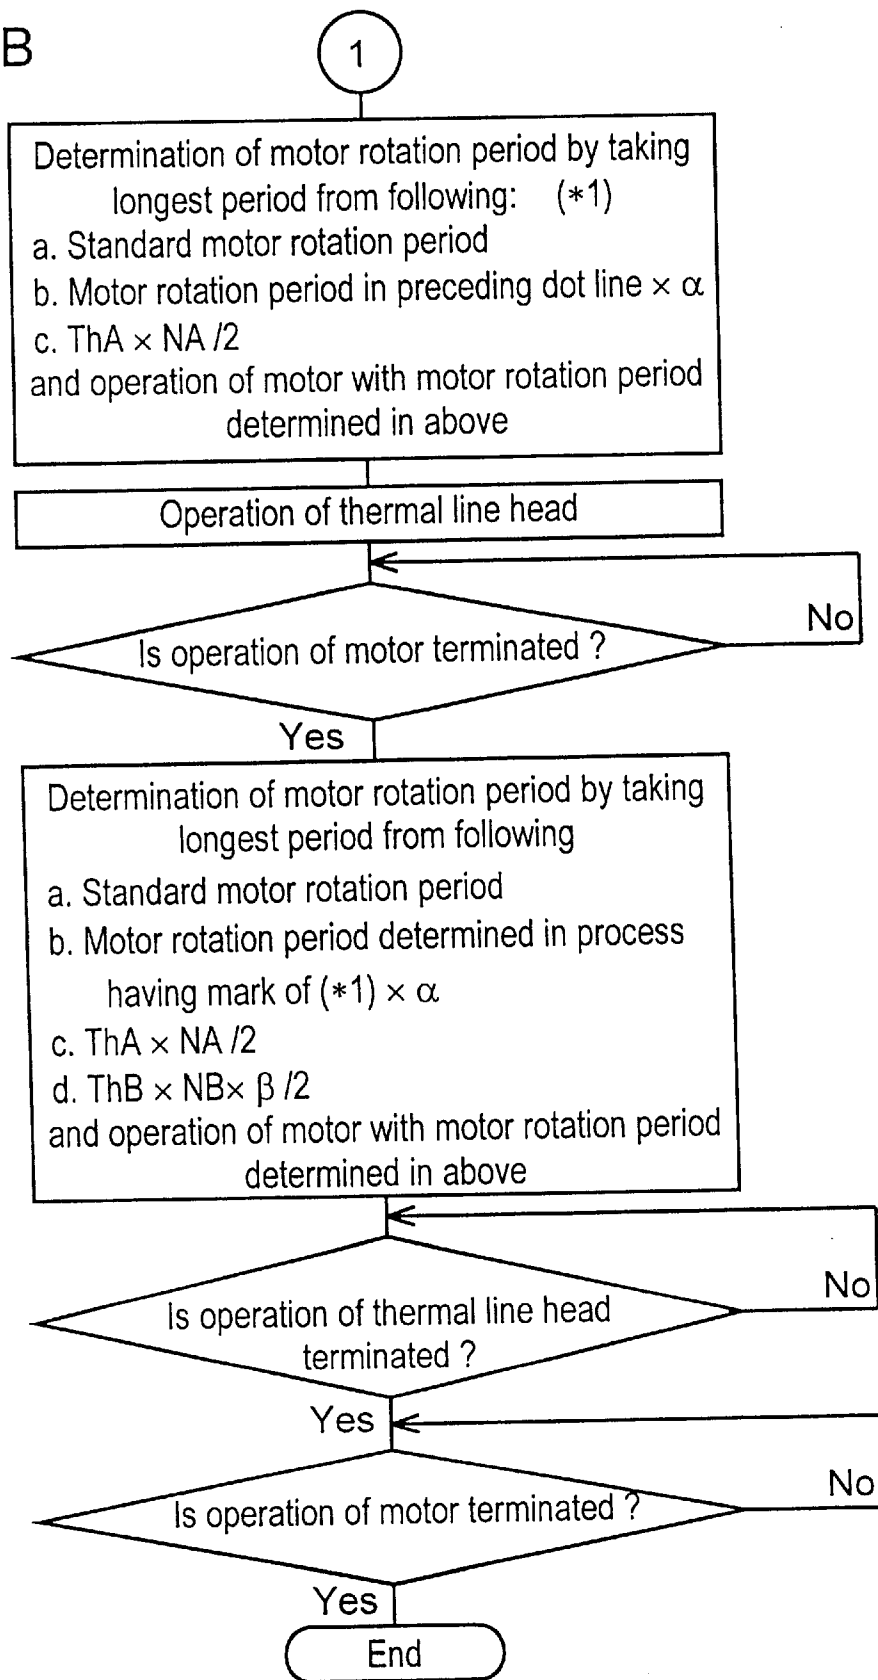 B
1
Determination of motor rotation period by taking
longest period from following: (*1)
a. Standard motor rotation period
b. Motor rotation period in preceding dot line × α
c. ThA × NA /2
and operation of motor with motor rotation period
determined in above
Operation of thermal line head
No
Is operation of motor terminated ?
Yes
Determination of motor rotation period by taking
longest period from following
a. Standard motor rotation period
b. Motor rotation period determined in process
having mark of (*1) × α
c. ThA × NA /2
d. ThB × NB× β /2
and operation of motor with motor rotation period
determined in above
No
Is operation of thermal line head
terminated ?
Yes
No
Is operation of motor terminated ?
Yes
End